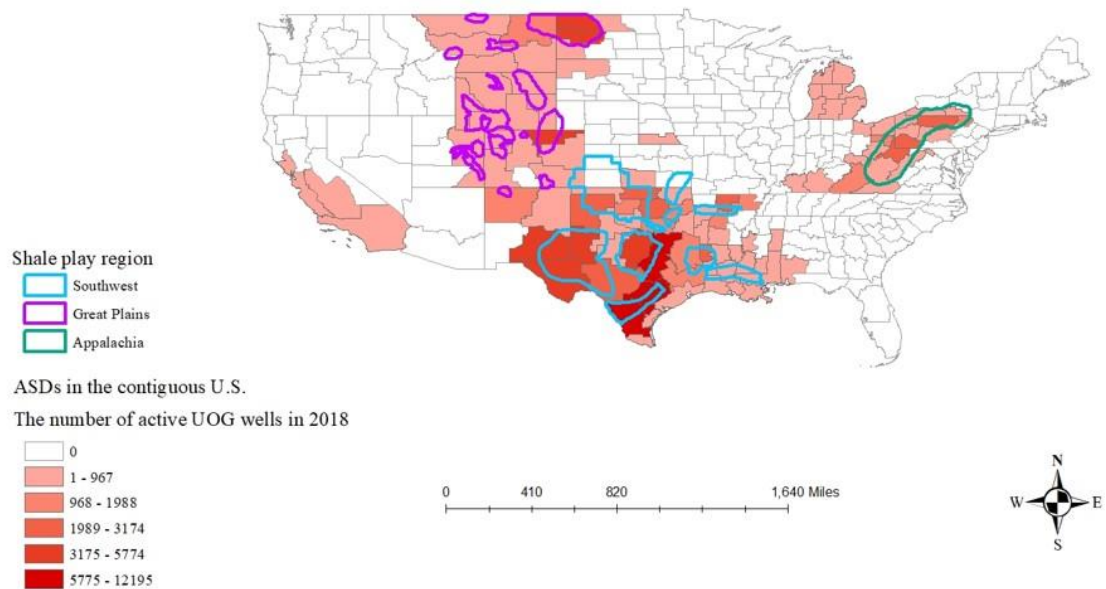 Shale play region
Southwest
Great Plains
Appalachia
ASDs in the contiguous U.S.
The number of active UOG wells in 2018
0
1 - 967
968 - 1988
1989 - 3174
3175 - 5774
5775 - 12195
0 410 820 1,640 Miles
N
W E
S